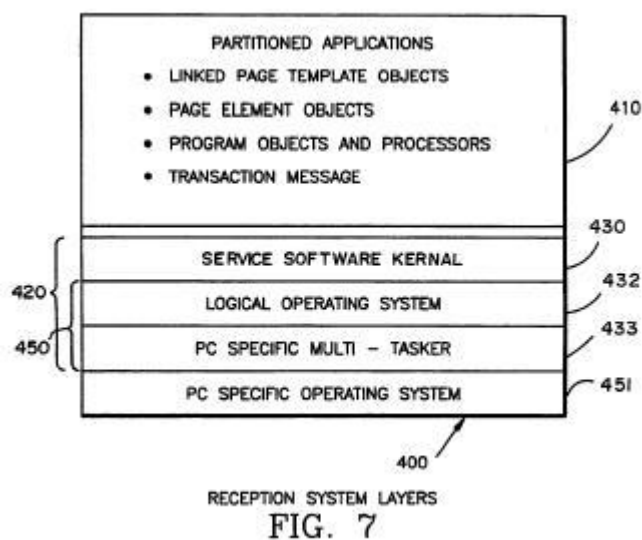 PARTITIONED APPLICATIONS
• LINKED PAGE TEMPLATE OBJECTS
• PAGE ELEMENT OBJECTS
• PROGRAM OBJECTS AND PROCESSORS
• TRANSACTION MESSAGE
410
430
SERVICE SOFTWARE KERNAL
420
432
LOGICAL OPERATING SYSTEM
450
433
PC SPECIFIC MULTI - TASKER
451
PC SPECIFIC OPERATING SYSTEM
400
RECEPTION SYSTEM LAYERS
FIG. 7